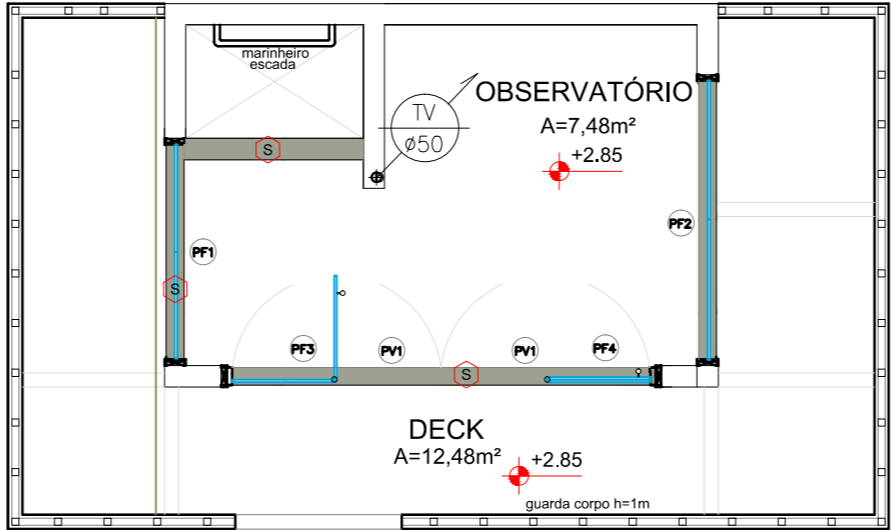 marinheiro
escada
TV
ø50
OBSERVATÓRIO
A=7,48m²
+2.85
S
PF1
PF2
S
PF3
PV1
PV1
PF4
S
DECK
A=12,48m²
+2.85
guarda corpo h=1m